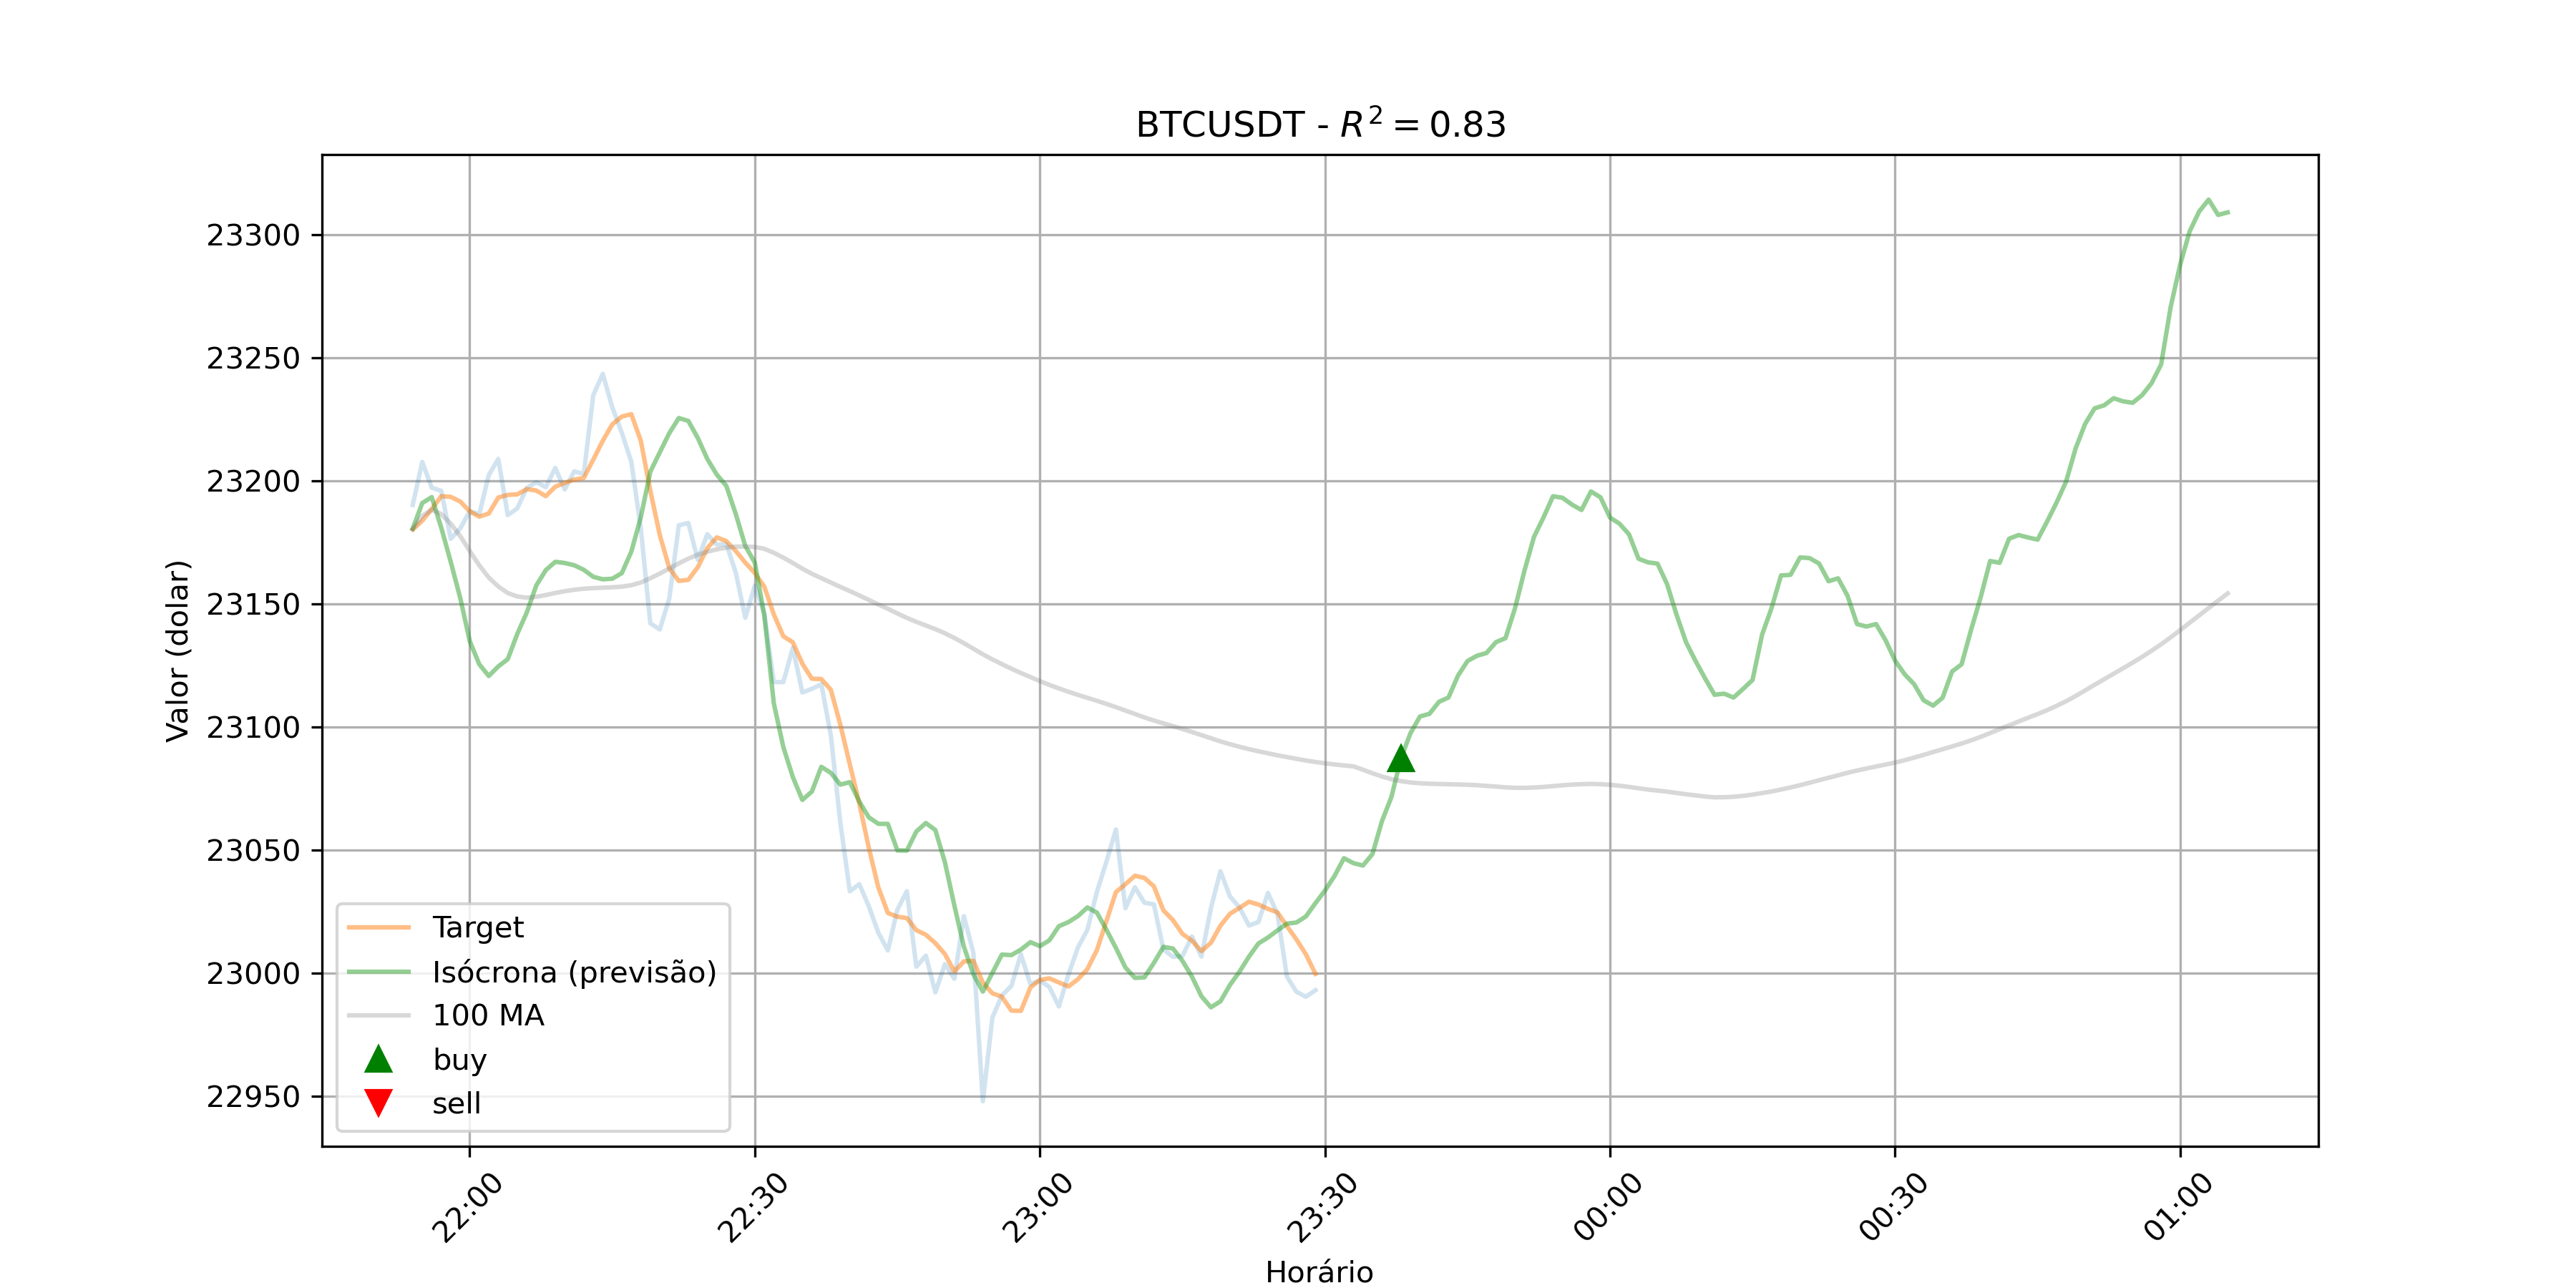 BTCUSDT - R² = 0.83
Valor (dolar)
23300
23250
23200
23150
23100
23050
23000
22950
Target
Isócrona (previsão)
100 MA
buy
sell
22:00
22:30
23:00
23:30
00:00
00:30
01:00
Horário